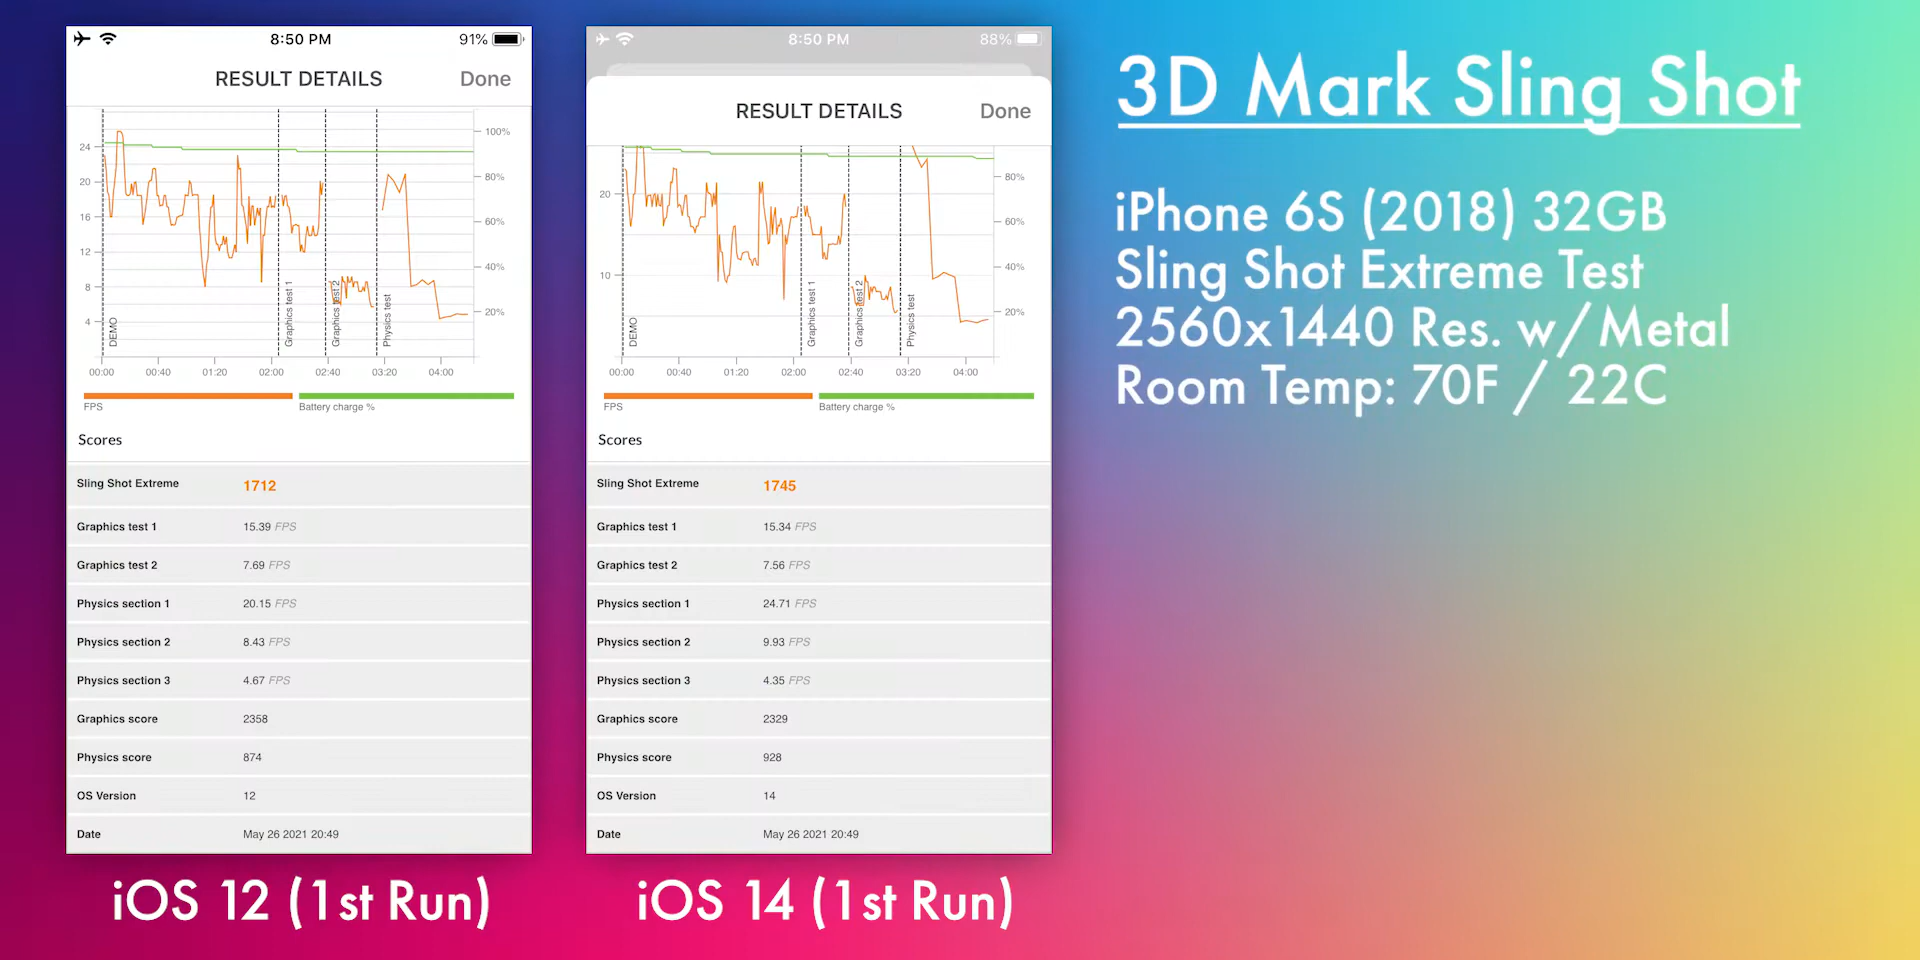 8:50 PM
91%
RESULT DETAILS
Done
24
20
16
12
8
4
100%
80%
60%
40%
20%
DEMO
Graphics test 1
Graphics test 2
Physics test
00:00 00:40 01:20 02:00 02:40 03:20 04:00
FPS
Battery charge %
Scores
Sling Shot Extreme 1712
Graphics test 1 15.39 FPS
Graphics test 2 7.69 FPS
Physics section 1 20.15 FPS
Physics section 2 8.43 FPS
Physics section 3 4.67 FPS
Graphics score 2358
Physics score 874
OS Version 12
Date May 26 2021 20:49
iOS 12 (1st Run)
8:50 PM
88%
RESULT DETAILS
Done
20
10
80%
60%
40%
20%
DEMO
Graphics test 1
Graphics test 2
Physics test
00:00 00:40 01:20 02:00 02:40 03:20 04:00
FPS
Battery charge %
Scores
Sling Shot Extreme 1745
Graphics test 1 15.34 FPS
Graphics test 2 7.56 FPS
Physics section 1 24.71 FPS
Physics section 2 9.93 FPS
Physics section 3 4.35 FPS
Graphics score 2329
Physics score 928
OS Version 14
Date May 26 2021 20:49
iOS 14 (1st Run)
3D Mark Sling Shot
iPhone 6S (2018) 32GB
Sling Shot Extreme Test
2560x1440 Res. w/Metal
Room Temp: 70F / 22C